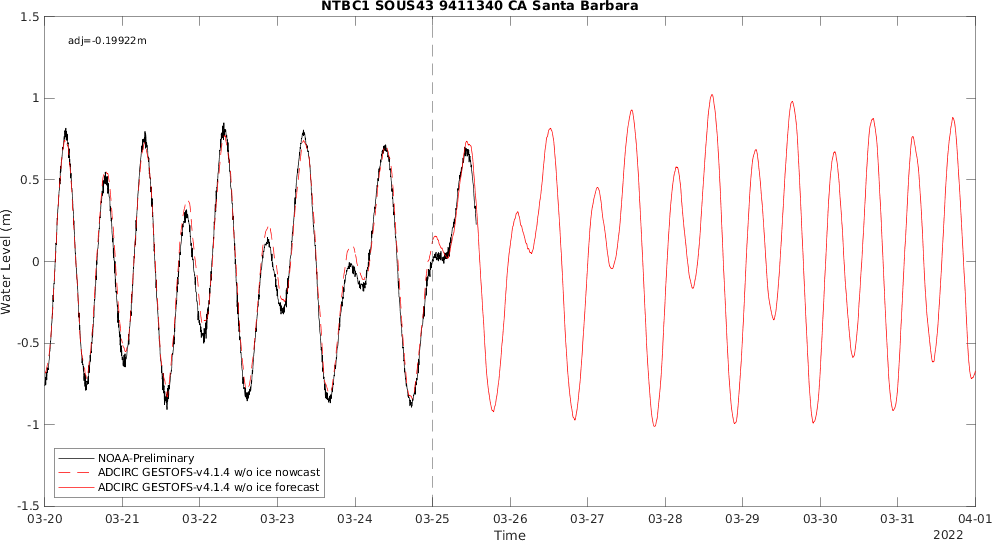 NTBC1 SOUS43 9411340 CA Santa Barbara
adj=-0.19922m
1.5
1
0.5
0
-0.5
-1
-1.5
Water Level (m)
NOAA-Preliminary
ADCIRC GESTOFS-v4.1.4 w/o ice nowcast
ADCIRC GESTOFS-v4.1.4 w/o ice forecast
03-20 03-21 03-22 03-23 03-24 03-25 03-26 03-27 03-28 03-29 03-30 03-31 04-01
Time
2022